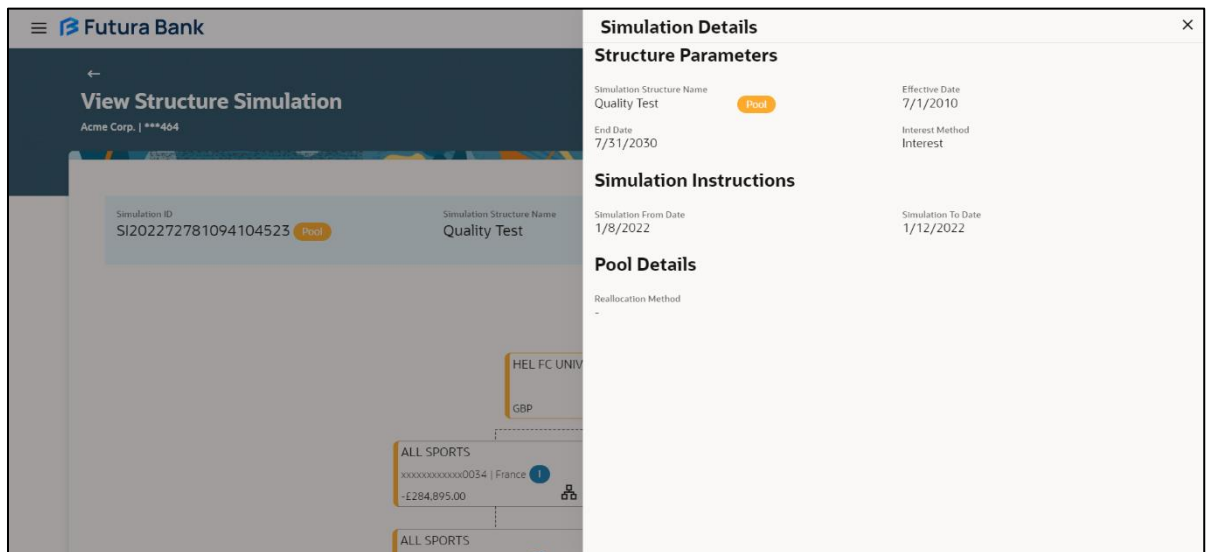 Futura Bank
View Structure Simulation
Acme Corp. | ***464
Simulation ID
SI202272781094104523 Pool
Simulation Structure Name
Quality Test
HEL FC UNIV
GBP
ALL SPORTS
xxxxxxxxxxxx0034 | France I
-£284,895.00
ALL SPORTS
Simulation Details
Structure Parameters
Simulation Structure Name
Quality Test Pool
Effective Date
7/1/2010
End Date
7/31/2030
Interest Method
Interest
Simulation Instructions
Simulation From Date
1/8/2022
Simulation To Date
1/12/2022
Pool Details
Reallocation Method
-